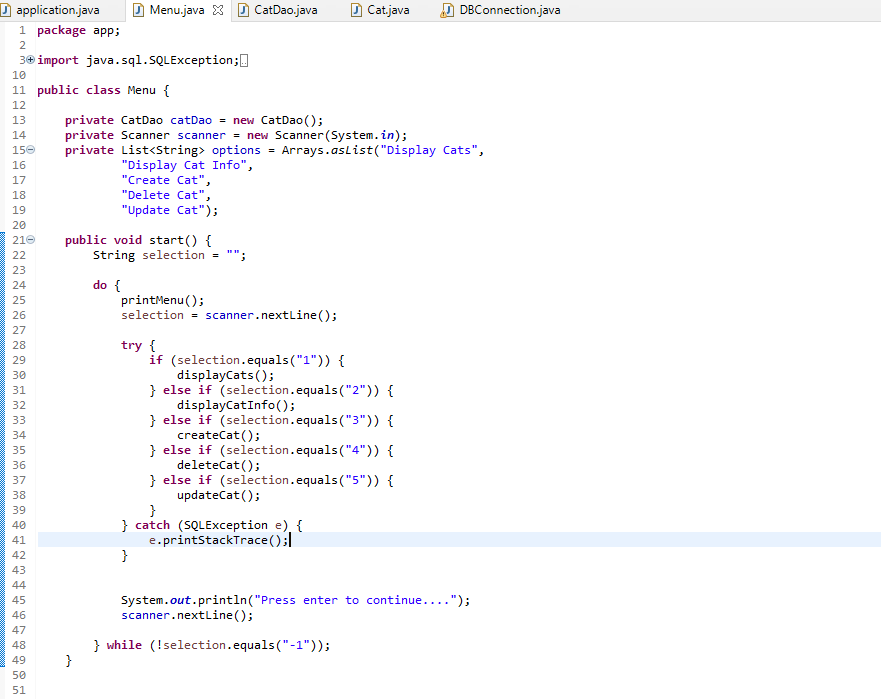 application.java Menu.java CatDao.java Cat.java DBConnection.java
1 package app;
2
3 import java.sql.SQLException;
10
11 public class Menu {
12
13     private CatDao catDao = new CatDao();
14     private Scanner scanner = new Scanner(System.in);
15     private List<String> options = Arrays.asList("Display Cats",
16             "Display Cat Info",
17             "Create Cat",
18             "Delete Cat",
19             "Update Cat");
20
21     public void start() {
22         String selection = "";
23
24         do {
25             printMenu();
26             selection = scanner.nextLine();
27
28             try {
29                 if (selection.equals("1")) {
30                     displayCats();
31                 } else if (selection.equals("2")) {
32                     displayCatInfo();
33                 } else if (selection.equals("3")) {
34                     createCat();
35                 } else if (selection.equals("4")) {
36                     deleteCat();
37                 } else if (selection.equals("5")) {
38                     updateCat();
39                 }
40             } catch (SQLException e) {
41                 e.printStackTrace();
42             }
43
44
45             System.out.println("Press enter to continue....");
46             scanner.nextLine();
47
48         } while (!selection.equals("-1"));
49     }
50
51